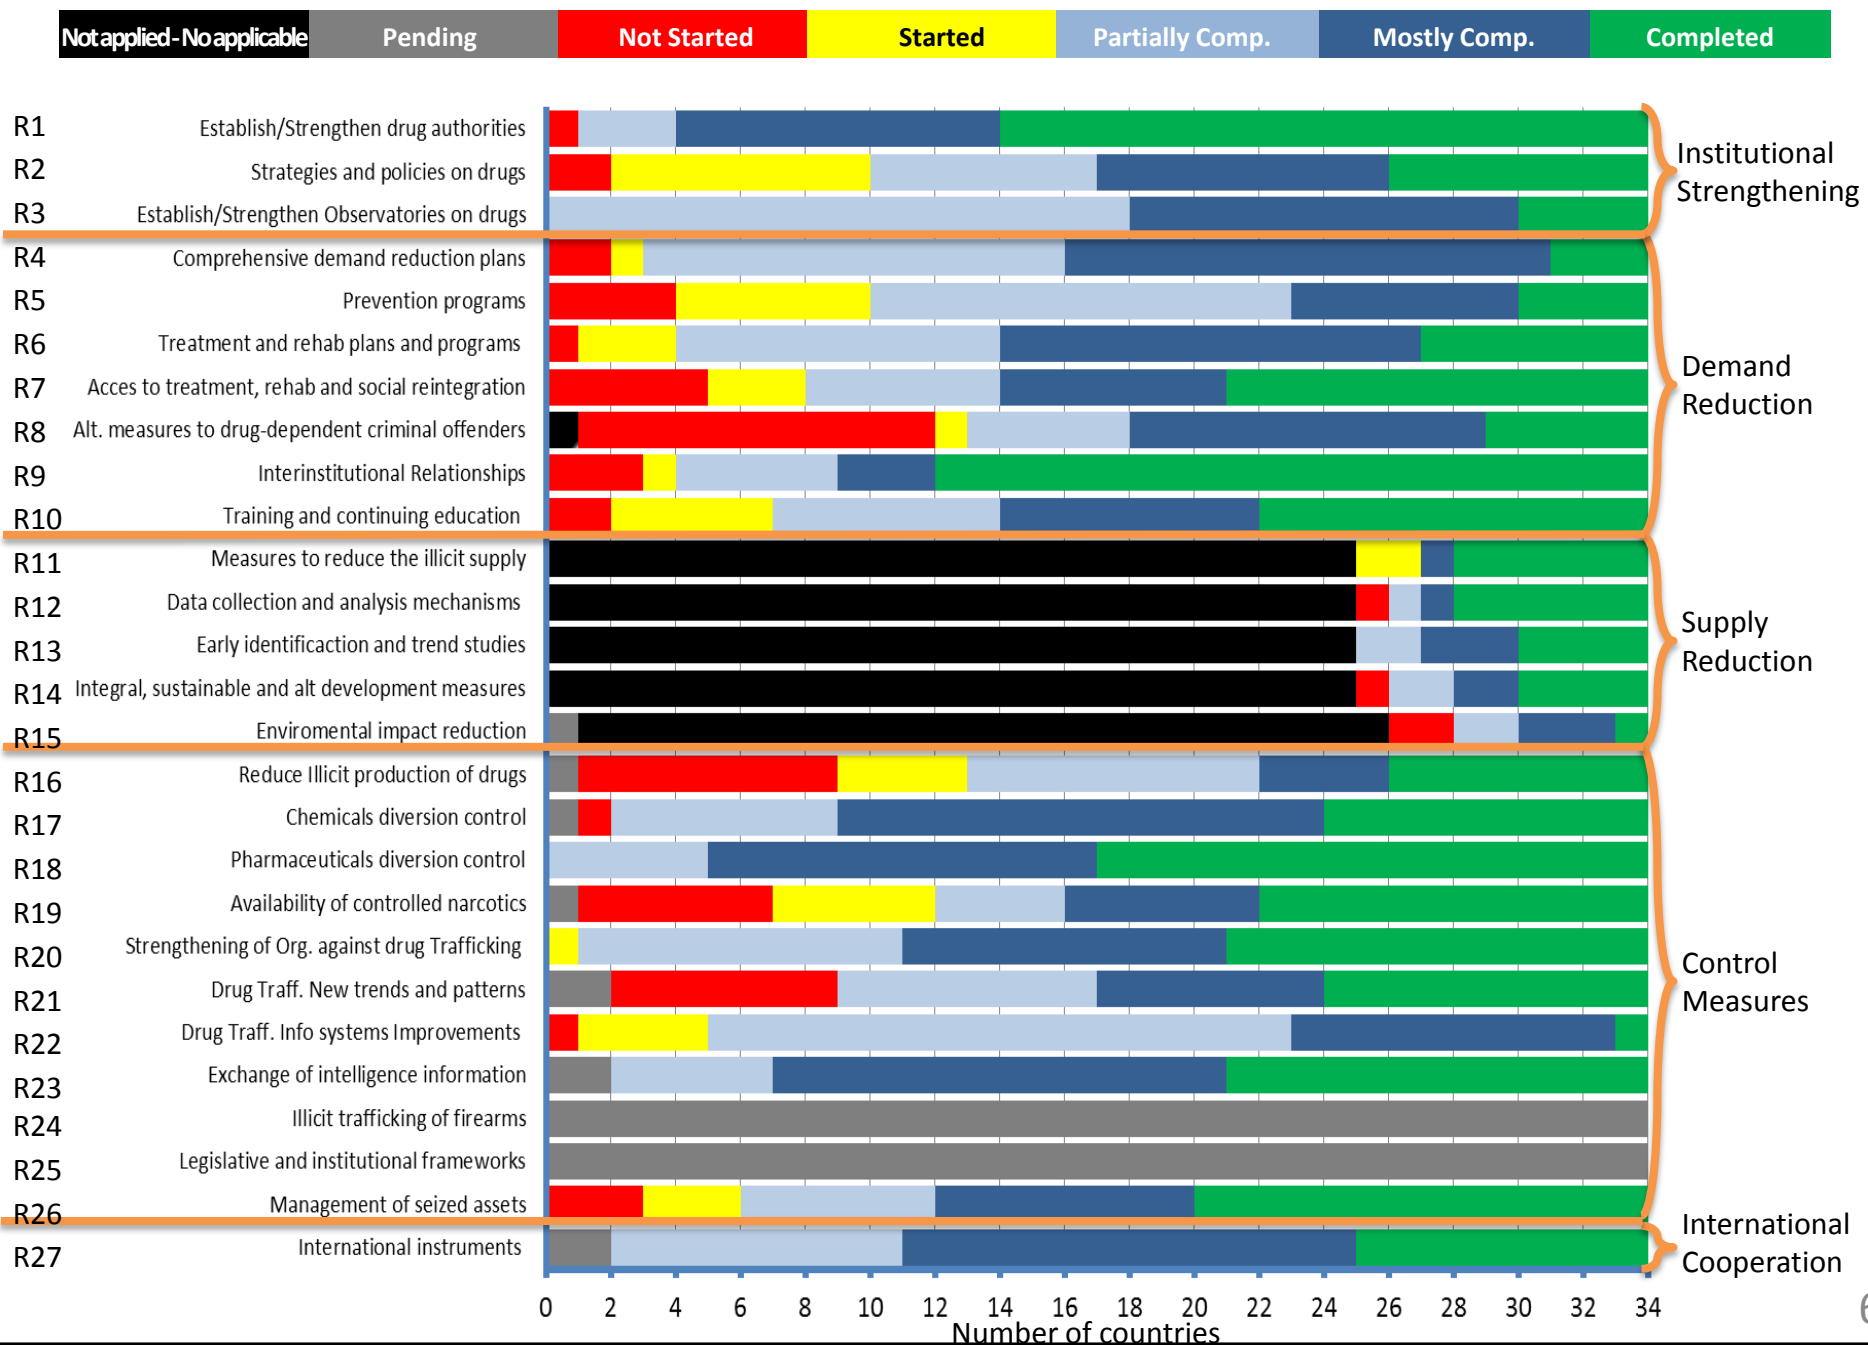 Not applied - No applicable Pending Not Started Started Partially Comp. Mostly Comp. Completed
R1 Establish/Strengthen drug authorities
R2 Strategies and policies on drugs
R3 Establish/Strengthen Observatories on drugs
Institutional
Strengthening
R4 Comprehensive demand reduction plans
R5 Prevention programs
R6 Treatment and rehab plans and programs
R7 Acces to treatment, rehab and social reintegration
R8 Alt. measures to drug-dependent criminal offenders
R9 Interinstitutional Relationships
R10 Training and continuing education
Demand
Reduction
R11 Measures to reduce the illicit supply
R12 Data collection and analysis mechanisms
R13 Early identificaction and trend studies
R14 Integral, sustainable and alt development measures
R15 Enviromental impact reduction
Supply
Reduction
R16 Reduce Illicit production of drugs
R17 Chemicals diversion control
R18 Pharmaceuticals diversion control
R19 Availability of controlled narcotics
R20 Strengthening of Org. against drug Trafficking
R21 Drug Traff. New trends and patterns
R22 Drug Traff. Info systems Improvements
R23 Exchange of intelligence information
R24 Illicit trafficking of firearms
R25 Legislative and institutional frameworks
R26 Management of seized assets
Control
Measures
R27 International instruments
International
Cooperation
0 2 4 6 8 10 12 14 16 18 20 22 24 26 28 30 32 34
Number of countries
6